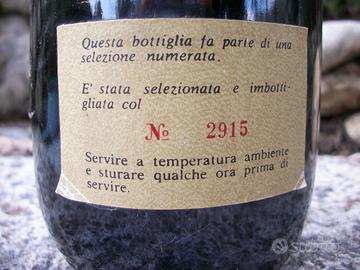 Questa bottiglia fa parte di una
selezione numerata.
E' stata selezionata e imbotti-
gliata col
№ 2915
Servire a temperatura ambiente
e sturare qualche ora prima di
servire.
subito